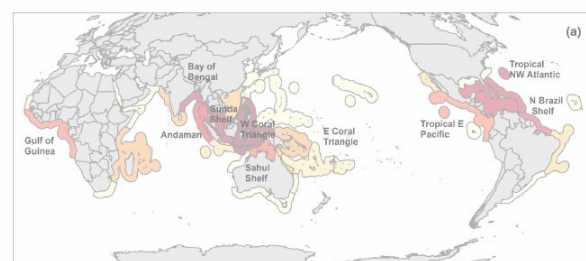 (a)
Tropical
NW Atlantic
Bay of
Bengal
Sunda
Shelf
W Coral
Triangle
N Brazil
Shelf
Andaman
E Coral
Triangle
Tropical E
Pacific
Gulf of
Guinea
Sahul
Shelf